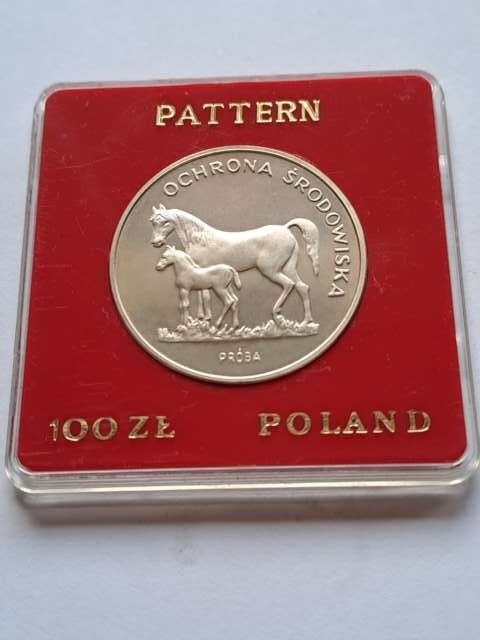 PATTERN
OCHRONA ŚRODOWISKA
PRÓBA
100 ZŁ POLAND